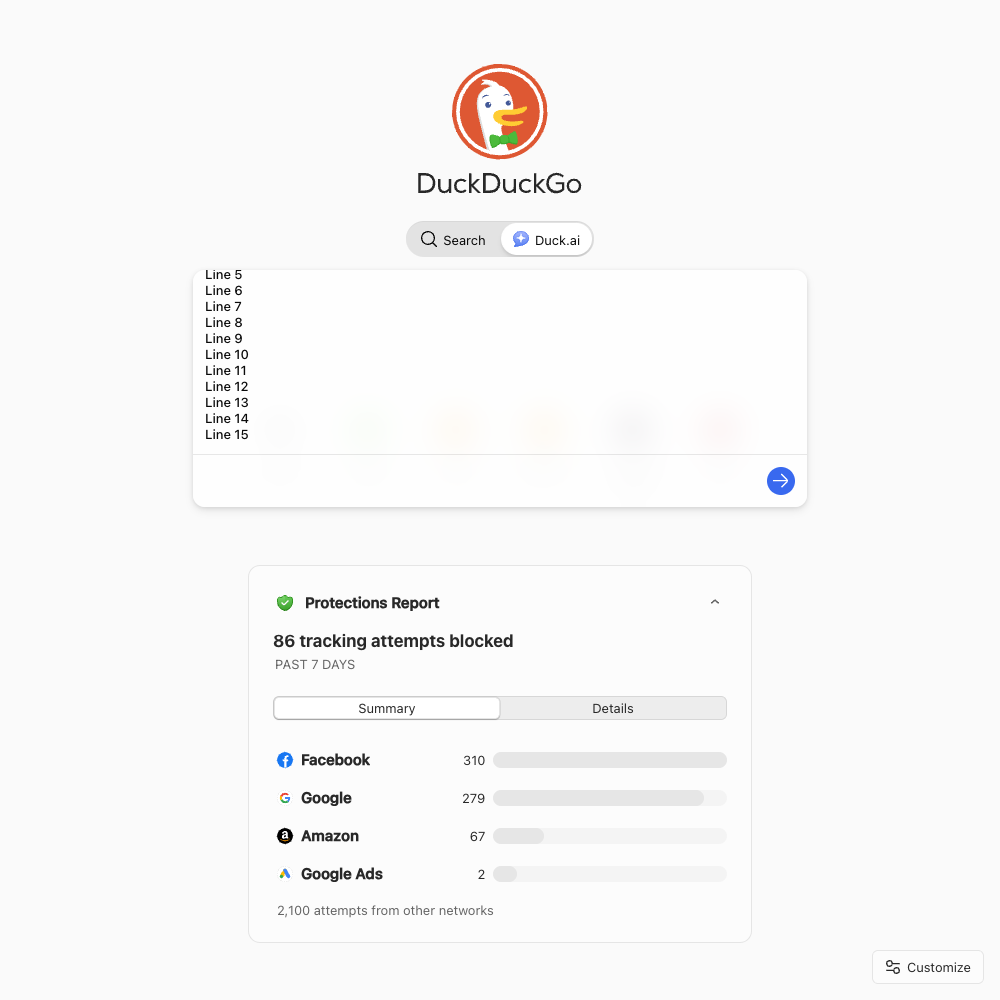 DuckDuckGo
Search
Duck.ai
Line 5
Line 6
Line 7
Line 8
Line 9
Line 10
Line 11
Line 12
Line 13
Line 14
Line 15
Protections Report
86 tracking attempts blocked
PAST 7 DAYS
Summary
Details
Facebook 310
Google 279
Amazon 67
Google Ads 2
2,100 attempts from other networks
Customize